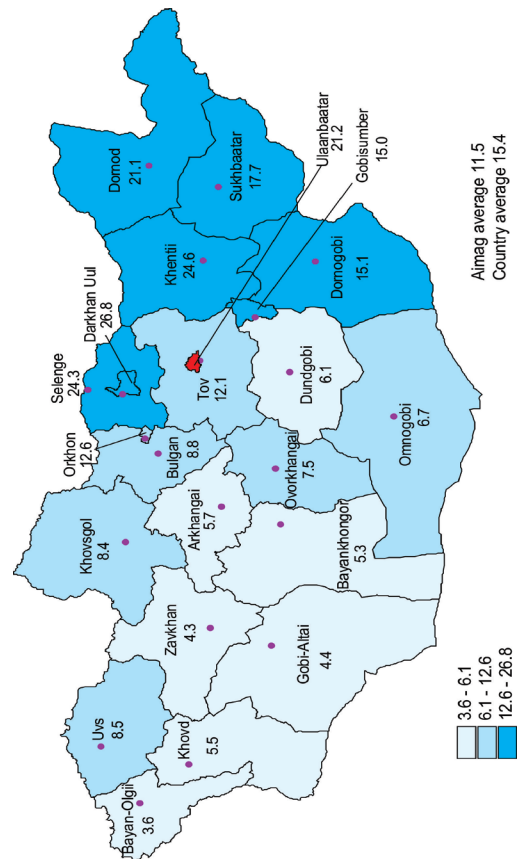 Bayan-Olgii
3.6
Uvs
8.5
Khovd
5.5
Zavkhan
4.3
Gobi-Altai
4.4
Khovsgol
8.4
Arkhangai
5.7
Bayankhongor
5.3
Orkhon
12.6
Bulgan
8.8
Ovorkhangai
7.5
Selenge
24.3
Darkhan Uul
26.8
Tov
12.1
Dundgobi
6.1
Omnogobi
6.7
Khentii
24.6
Dornod
21.1
Sukhbaatar
17.7
Dornogobi
15.1
Ulaanbaatar
21.2
Gobisumber
15.0
3.6 - 6.1
6.1 - 12.6
12.6 - 26.8
Aimag average 11.5
Country average 15.4